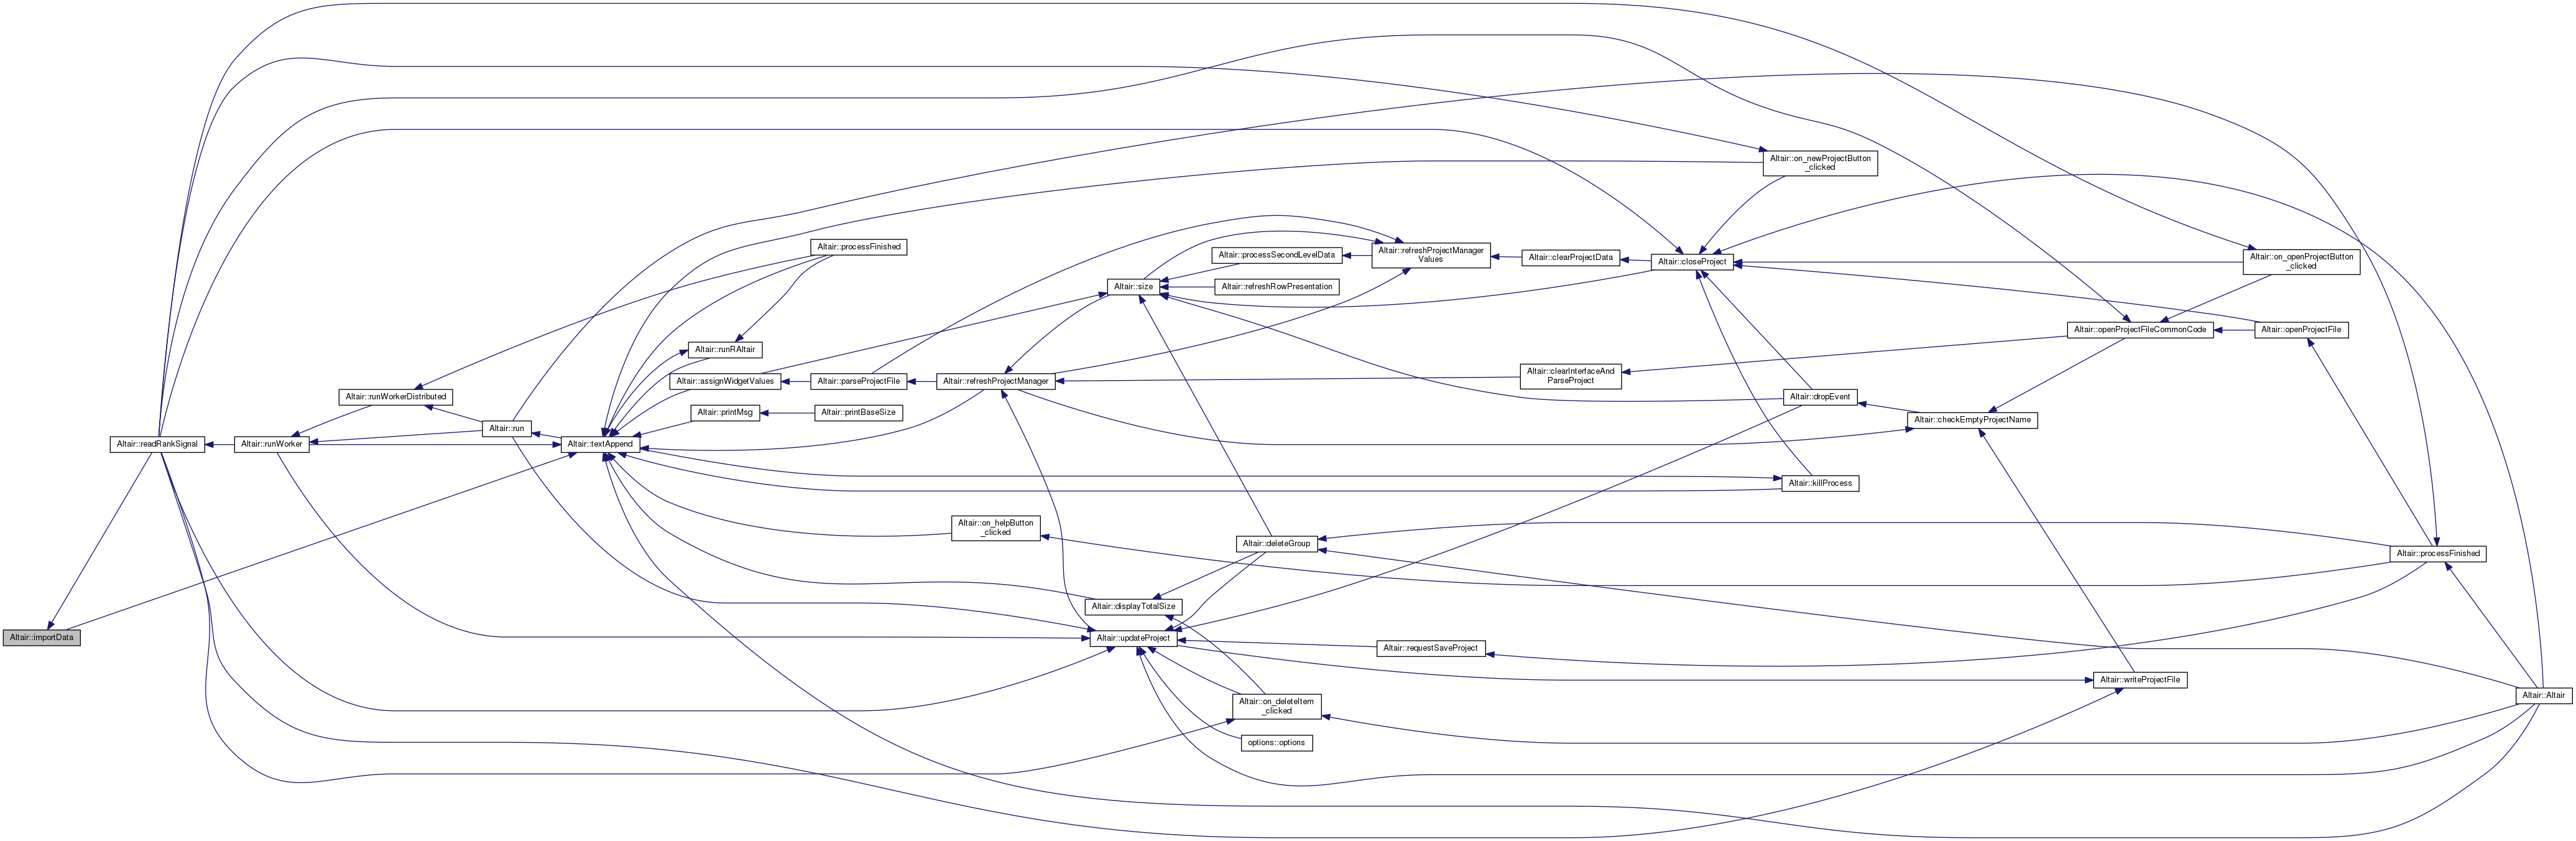 Altair::importData
Altair::readRankSignal
Altair::runWorker
Altair::runWorkerDistributed
Altair::run
Altair::textAppend
Altair::processFinished
Altair::runRAltair
Altair::assignWidgetValues
Altair::printMsg
Altair::parseProjectFile
Altair::printBaseSize
Altair::refreshProjectManager
Altair::on_helpButton
_clicked
Altair::size
Altair::displayTotalSize
Altair::updateProject
Altair::processSecondLevelData
Altair::refreshRowPresentation
Altair::deleteGroup
Altair::on_deleteItem
_clicked
options::options
Altair::refreshProjectManager
Values
Altair::requestSaveProject
Altair::clearProjectData
Altair::clearInterfaceAnd
ParseProject
Altair::closeProject
Altair::on_newProjectButton
_clicked
Altair::dropEvent
Altair::killProcess
Altair::checkEmptyProjectName
Altair::openProjectFileCommonCode
Altair::writeProjectFile
Altair::on_openProjectButton
_clicked
Altair::openProjectFile
Altair::processFinished
Altair::Altair